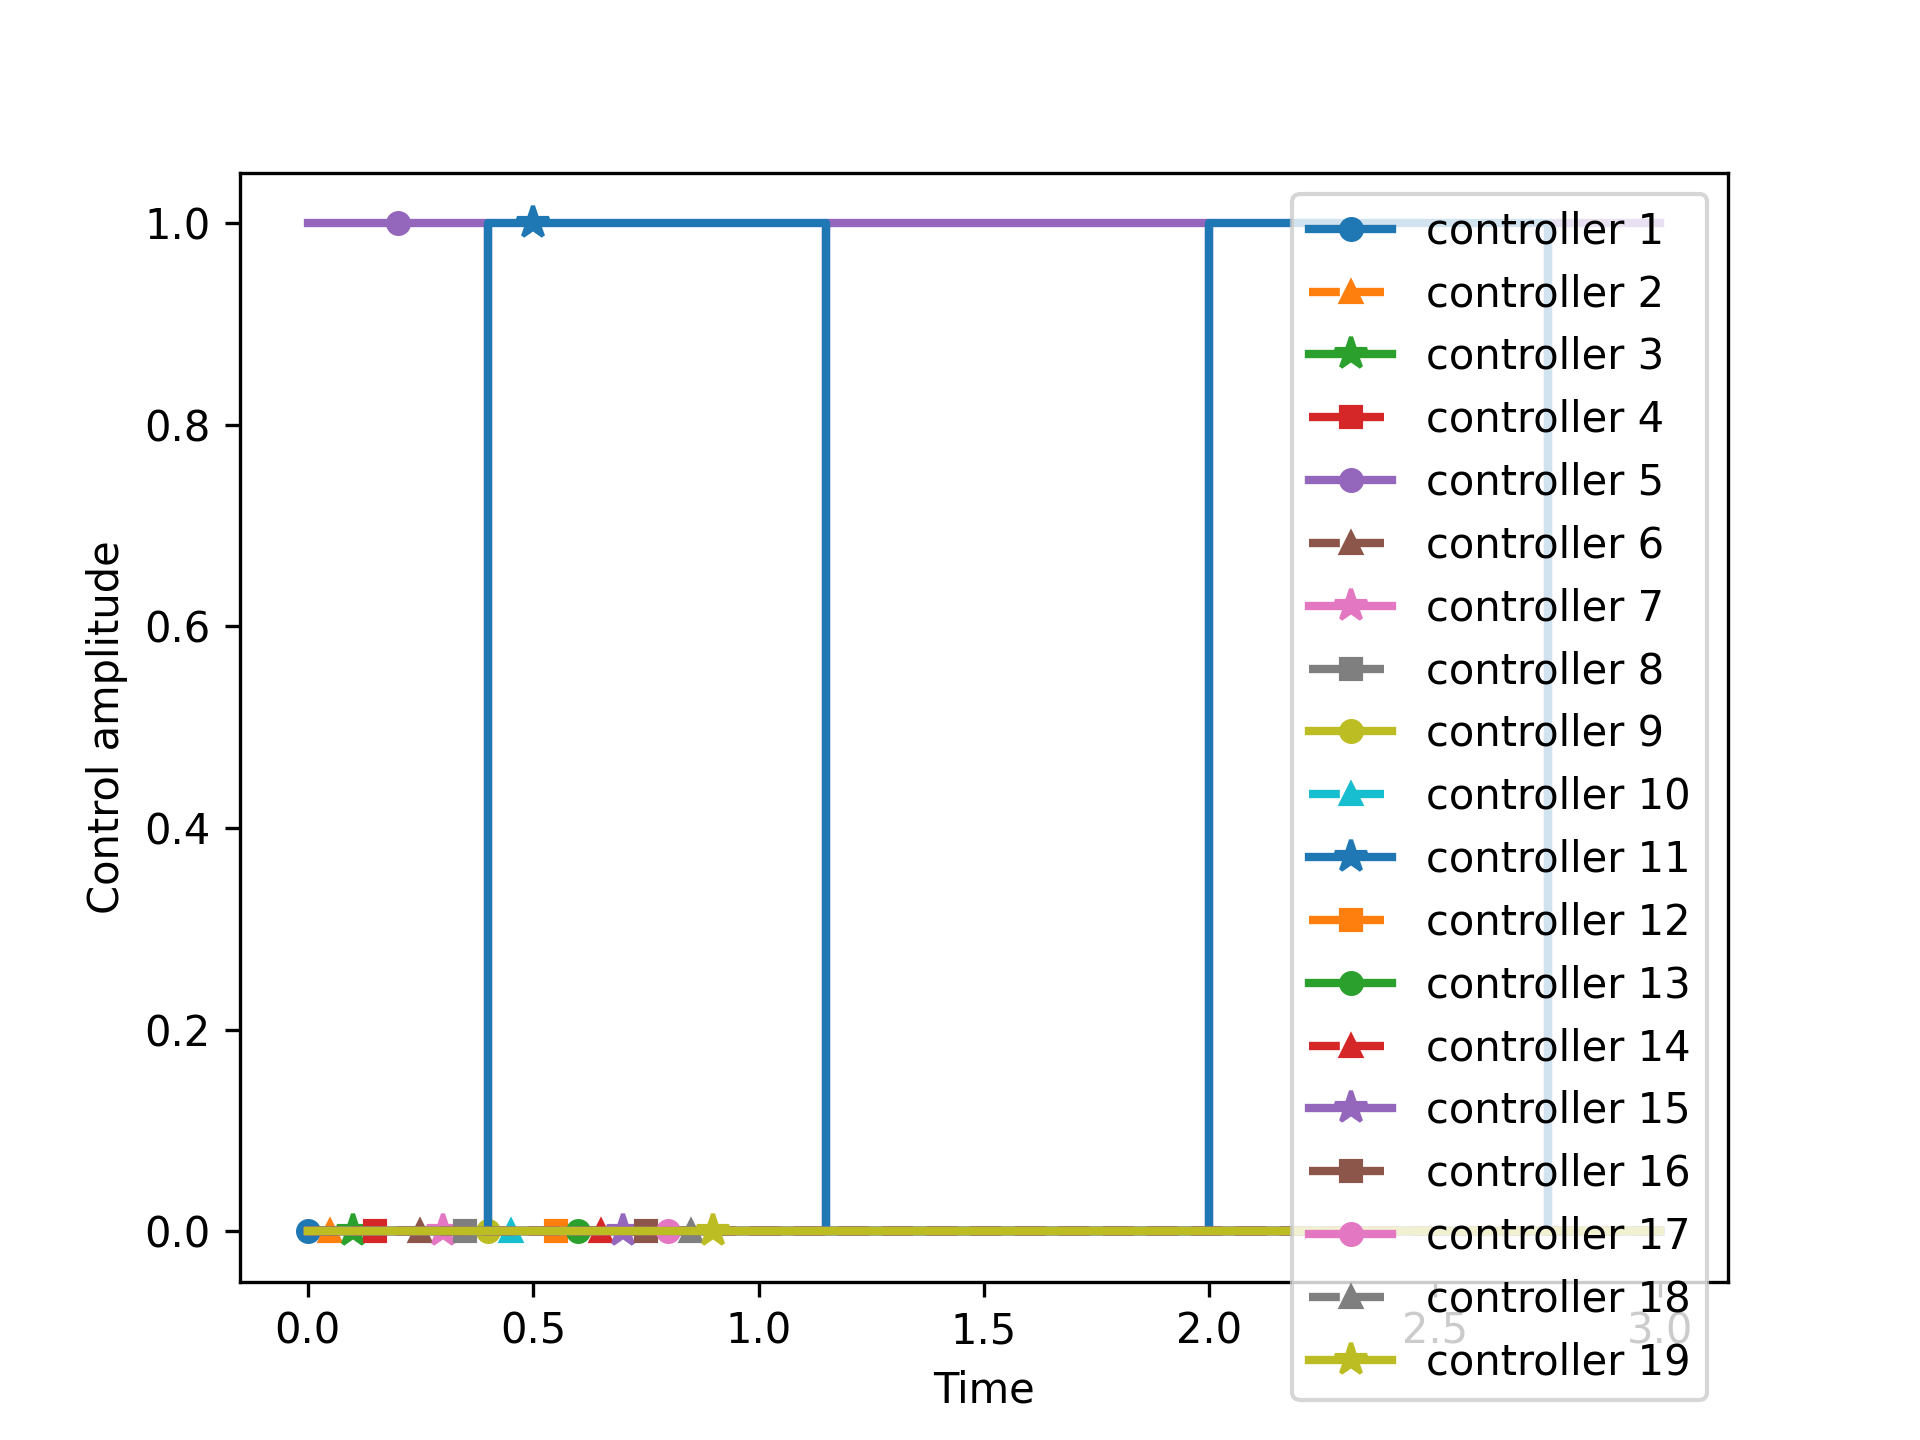 Control amplitude
1.0
0.8
0.6
0.4
0.2
0.0
0.0 0.5 1.0 1.5 2.0 2.5 3.0
Time
controller 1
controller 2
controller 3
controller 4
controller 5
controller 6
controller 7
controller 8
controller 9
controller 10
controller 11
controller 12
controller 13
controller 14
controller 15
controller 16
controller 17
controller 18
controller 19